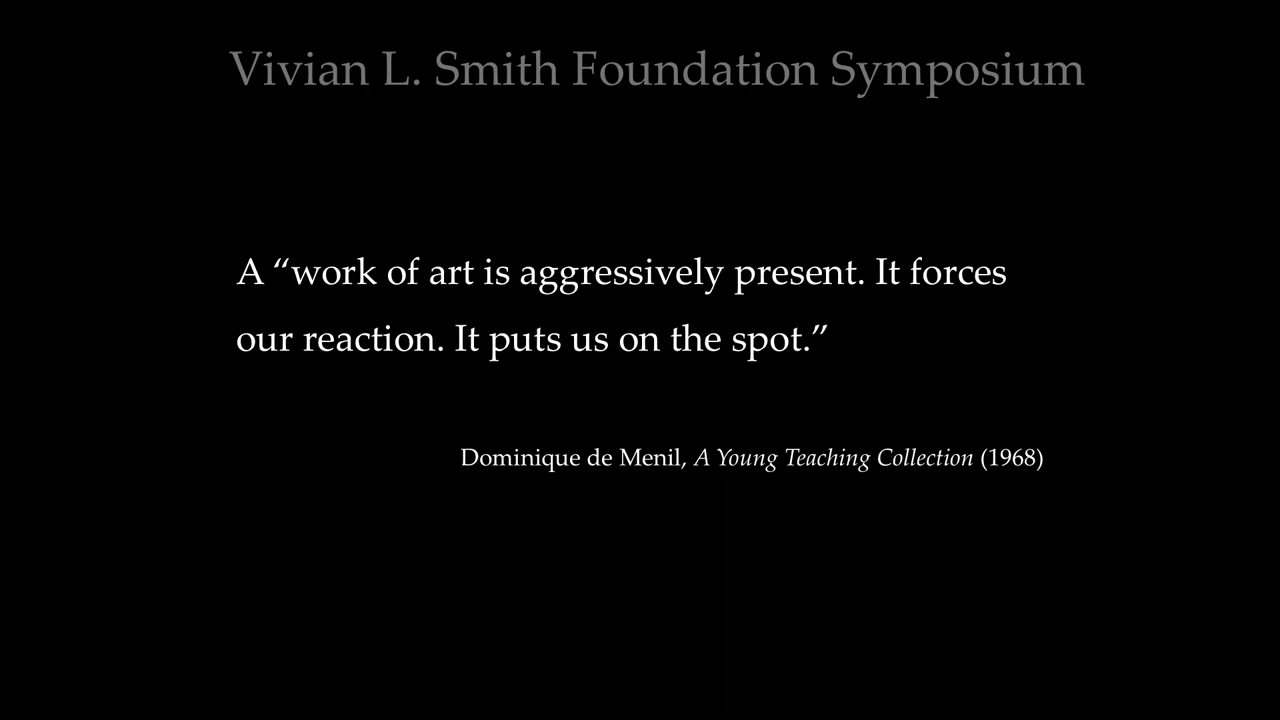 Vivian L. Smith Foundation Symposium
A “work of art is aggressively present. It forces
our reaction. It puts us on the spot.”
Dominique de Menil, A Young Teaching Collection (1968)